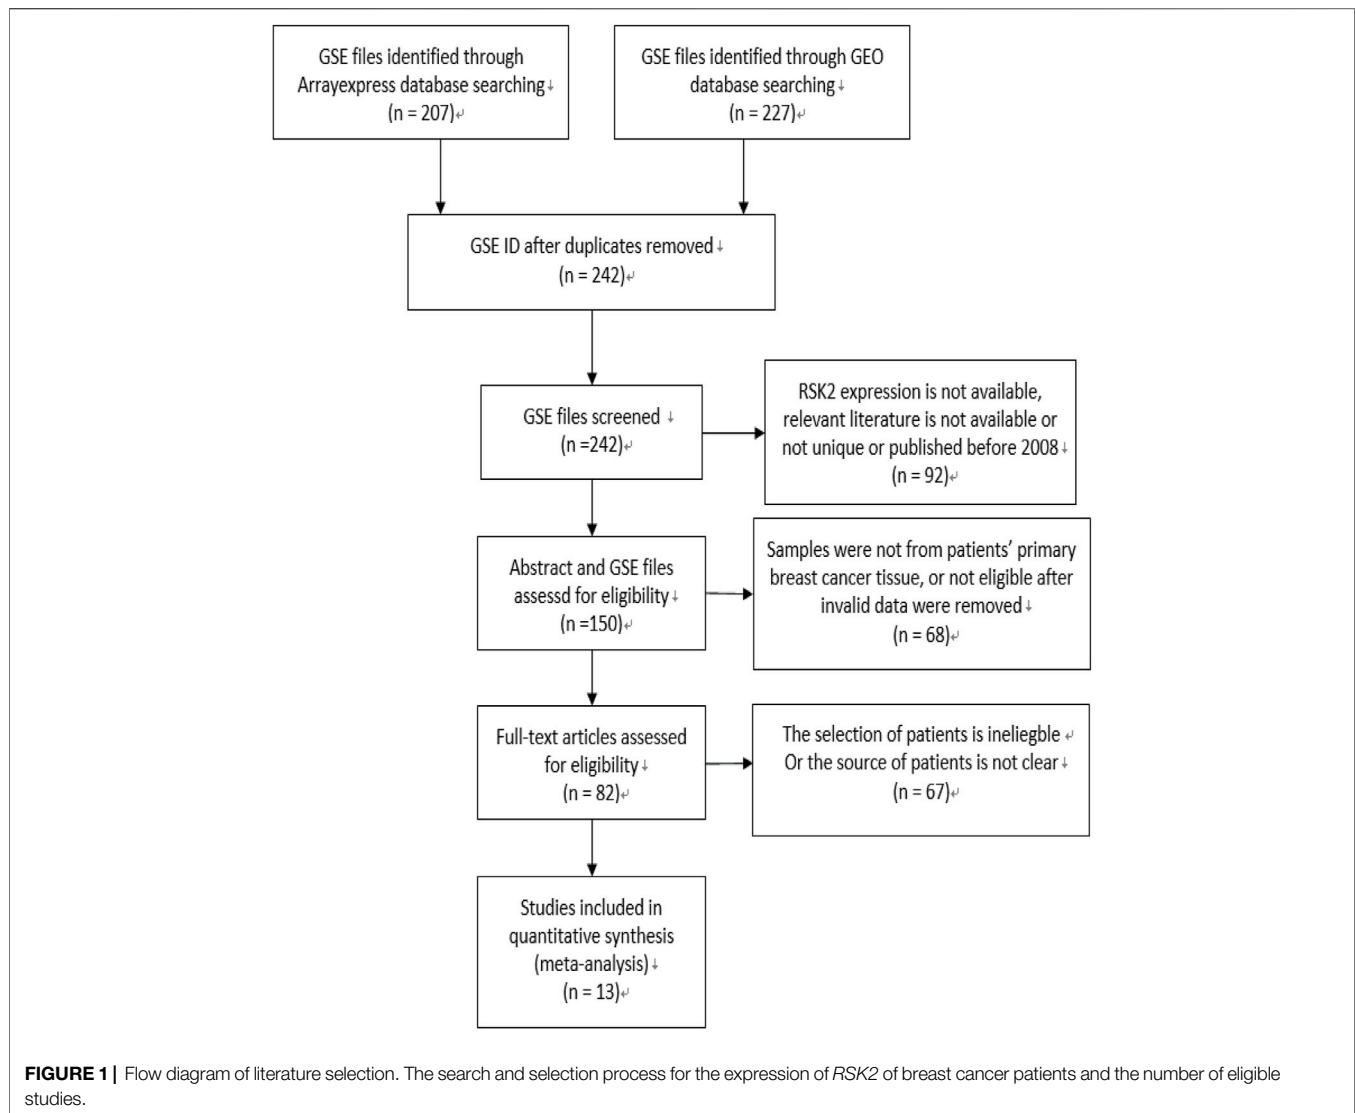 GSE files identified through
Arrayexpress database searching↓
(n = 207)↵
GSE files identified through GEO
database searching↓
(n = 227)↵
GSE ID after duplicates removed↓
(n = 242)↵
GSE files screened ↓
(n =242)↵
RSK2 expression is not available,
relevant literature is not available or
not unique or published before 2008↓
(n = 92)↵
Abstract and GSE files
assessd for eligibility↓
(n =150)↵
Samples were not from patients’ primary
breast cancer tissue, or not eligible after
invalid data were removed↓
(n = 68)↵
Full-text articles assessed
for eligibility↓
(n = 82)↵
The selection of patients is ineliegble ↵
Or the source of patients is not clear↓
(n = 67)↵
Studies included in
quantitative synthesis
(meta-analysis)↓
(n = 13)↵
FIGURE 1 | Flow diagram of literature selection. The search and selection process for the expression of RSK2 of breast cancer patients and the number of eligible
studies.